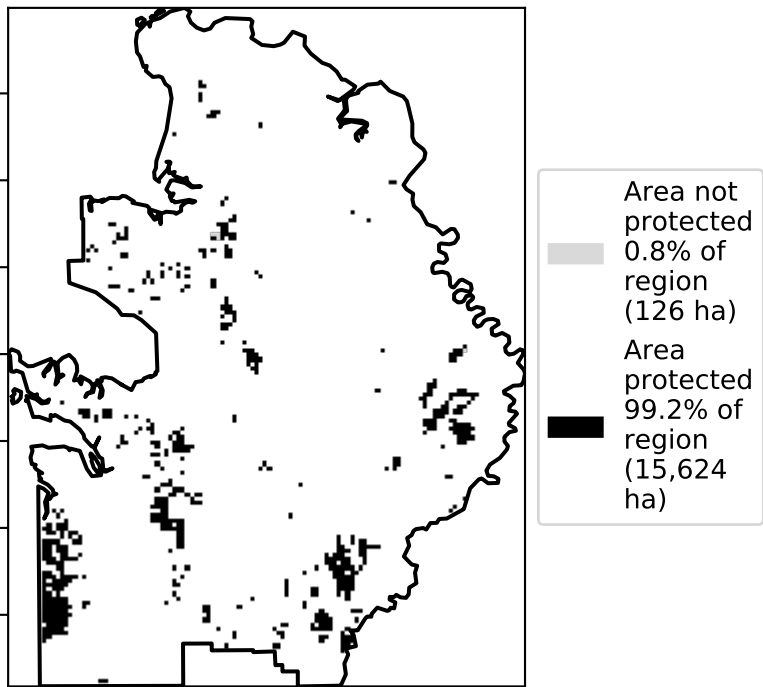 Area not
protected
0.8% of
region
(126 ha)
Area
protected
99.2% of
region
(15,624
ha)